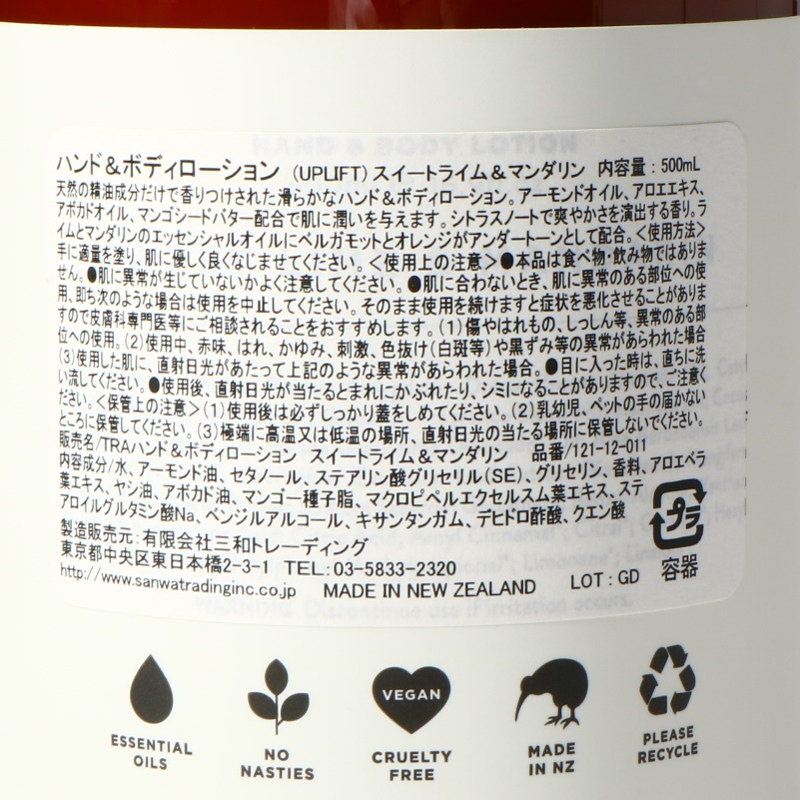 HAND & BODY LOTION
ハンド＆ボディローション （UPLIFT）スイートライム＆マンダリン 内容量：500mL
天然の精油成分だけで香りつけされた滑らかなハンド＆ボディローション。アーモンドオイル、アロエエキス、
アボカドオイル、マンゴシードバター配合で肌に潤いを与えます。シトラスノートで爽やかさを演出する香り。ラ
イムとマンダリンのエッセンシャルオイルにベルガモットとオレンジがアンダートーンとして配合。＜使用方法＞
手に適量を塗り、肌に優しく良くなじませてください。＜使用上の注意＞●本品は食べ物・飲み物ではありま
せん。●肌に異常が生じていないかよく注意してください。●肌に合わないとき、肌に異常のある部位への使
用、即ち次のような場合は使用を中止してください。そのまま使用を続けますと症状を悪化させることがありま
すので皮膚科専門医等にご相談されることをおすすめします。（1）傷やはれもの、しっしん等、異常のある部
位への使用。（2）使用中、赤味、はれ、かゆみ、刺激、色抜け（白斑等）や黒ずみ等の異常があらわれた場合
（3）使用した肌に、直射日光があたって上記のような異常があらわれた場合。●目に入った時は、直ちに洗
い流してください。●使用後、直射日光が当たるとまれにかぶれたり、シミになることがありますので、ご注意く
ださい。＜保管上の注意＞（1）使用後は必ずしっかり蓋をしめてください。（2）乳幼児、ペットの手の届かない
ところに保管してください。（3）極端に高温又は低温の場所、直射日光の当たる場所に保管しないでください。
販売名／TRAハンド＆ボディローション スイートライム＆マンダリン 品番／121-12-011
内容成分／水、アーモンド油、セタノール、ステアリン酸グリセリル（SE）、グリセリン、香料、アロエベラ
葉エキス、ヤシ油、アボカド油、マンゴー種子脂、マクロピペルエクセルスム葉エキス、ステ
アロイルグルタミン酸Na、ベンジルアルコール、キサンタンガム、デヒドロ酢酸、クエン酸
製造販売元：有限会社三和トレーディング
東京都中央区東日本橋2-3-1 TEL：03-5833-2320
http://www.sanwatradinginc.co.jp MADE IN NEW ZEALAND LOT：GD
プラ
容器
WARNING: Discontinue use if irritation occurs.
VEGAN
ESSENTIAL
OILS
NO
NASTIES
CRUELTY
FREE
MADE
IN NZ
PLEASE
RECYCLE